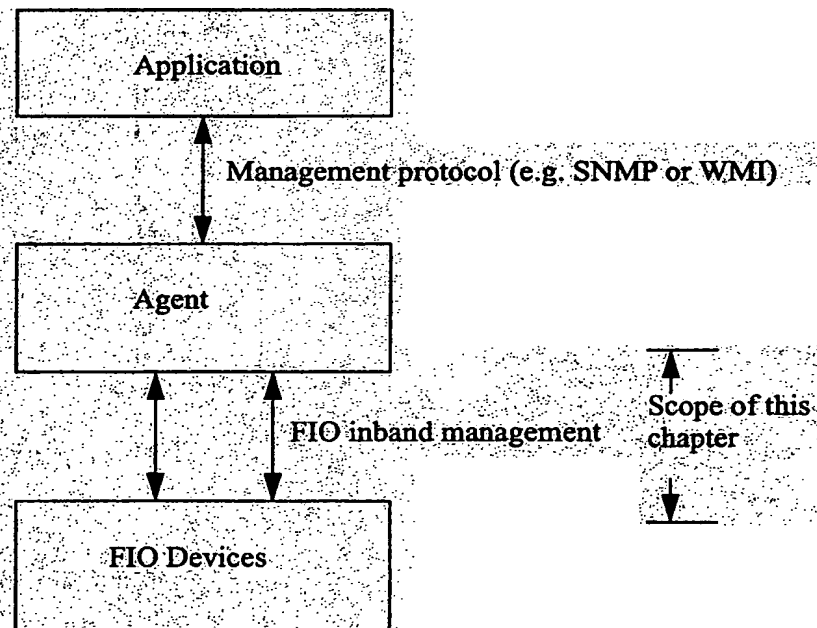 Application
Management protocol (e.g. SNMP or WMI)
Agent
Scope of this
chapter
FIO inband management
FIO Devices